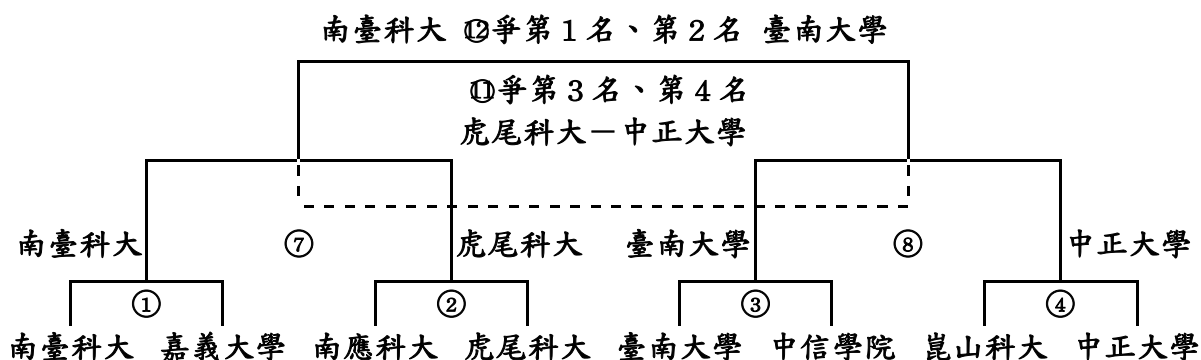 南臺科大 ⑫爭第 1 名、第 2 名 臺南大學
⑪爭第 3 名、第 4 名
虎尾科大－中正大學
南臺科大 ⑦ 虎尾科大 臺南大學 ⑧ 中正大學
① ② ③ ④
南臺科大 嘉義大學 南應科大 虎尾科大 臺南大學 中信學院 崑山科大 中正大學